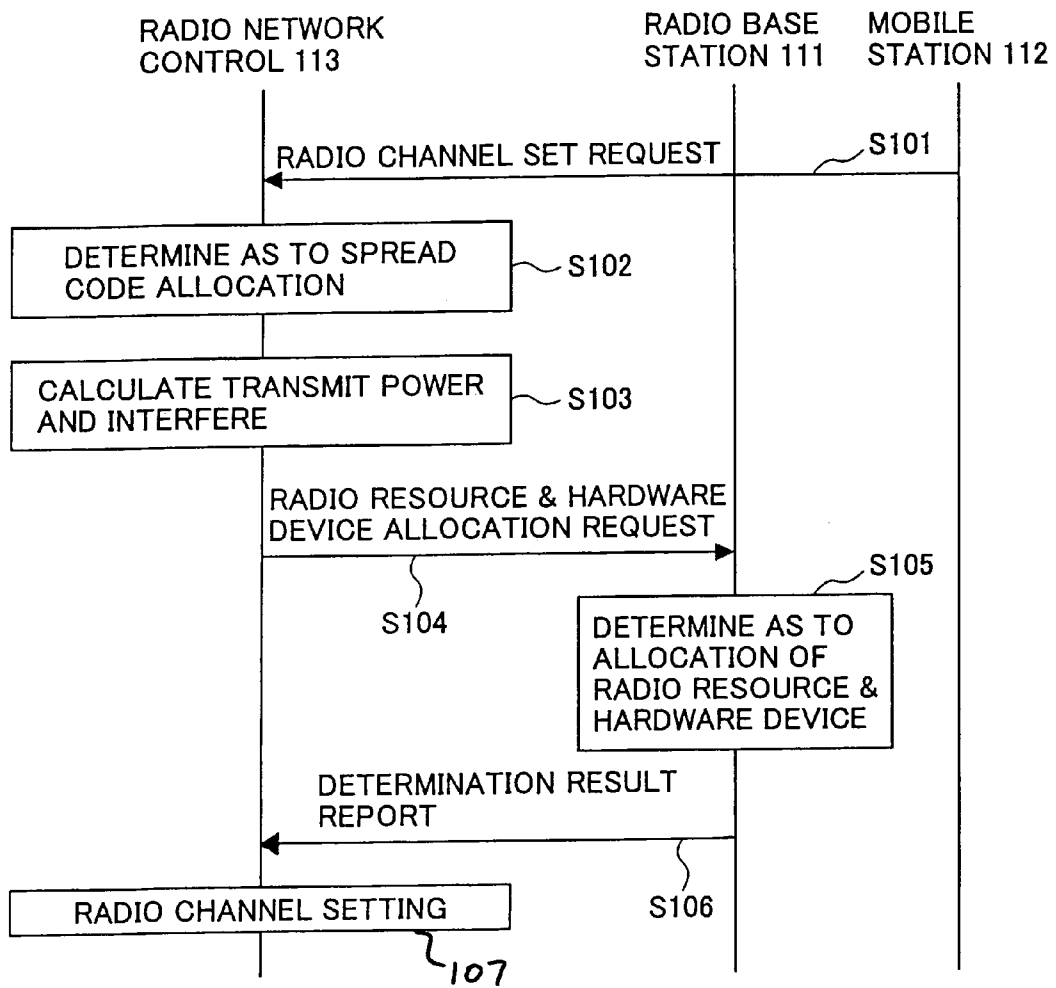 RADIO NETWORK
CONTROL 113
RADIO BASE
STATION 111
MOBILE
STATION 112
RADIO CHANNEL SET REQUEST
S101
DETERMINE AS TO SPREAD
CODE ALLOCATION
S102
CALCULATE TRANSMIT POWER
AND INTERFERE
S103
RADIO RESOURCE & HARDWARE
DEVICE ALLOCATION REQUEST
S104
S105
DETERMINE AS TO
ALLOCATION OF
RADIO RESOURCE &
HARDWARE DEVICE
DETERMINATION RESULT
REPORT
S106
RADIO CHANNEL SETTING
107